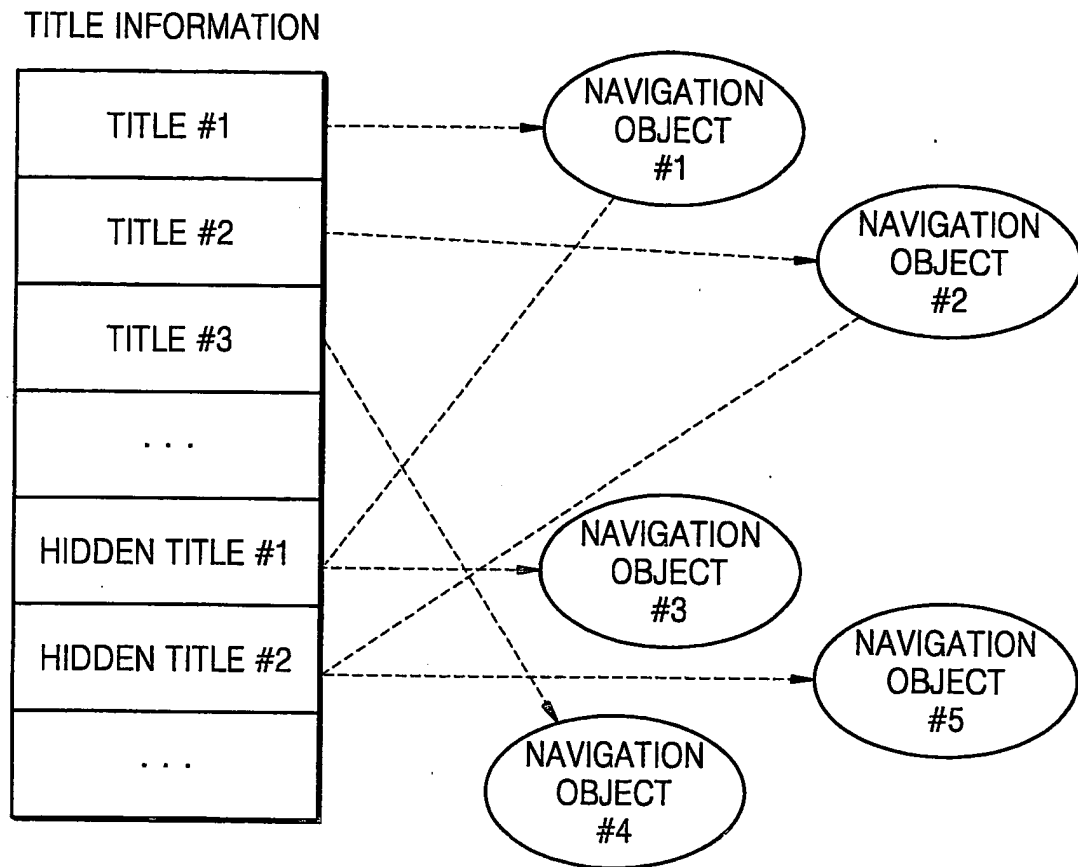 TITLE INFORMATION
TITLE #1
TITLE #2
TITLE #3
. . .
HIDDEN TITLE #1
HIDDEN TITLE #2
. . .
NAVIGATION
OBJECT
#1
NAVIGATION
OBJECT
#2
NAVIGATION
OBJECT
#3
NAVIGATION
OBJECT
#5
NAVIGATION
OBJECT
#4